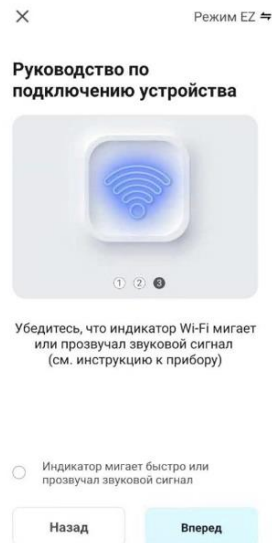 Режим EZ
Руководство по
подключению устройства
1 2 3
Убедитесь, что индикатор Wi-Fi мигает
или прозвучал звуковой сигнал
(см. инструкцию к прибору)
Индикатор мигает быстро или
прозвучал звуковой сигнал
Назад Вперед